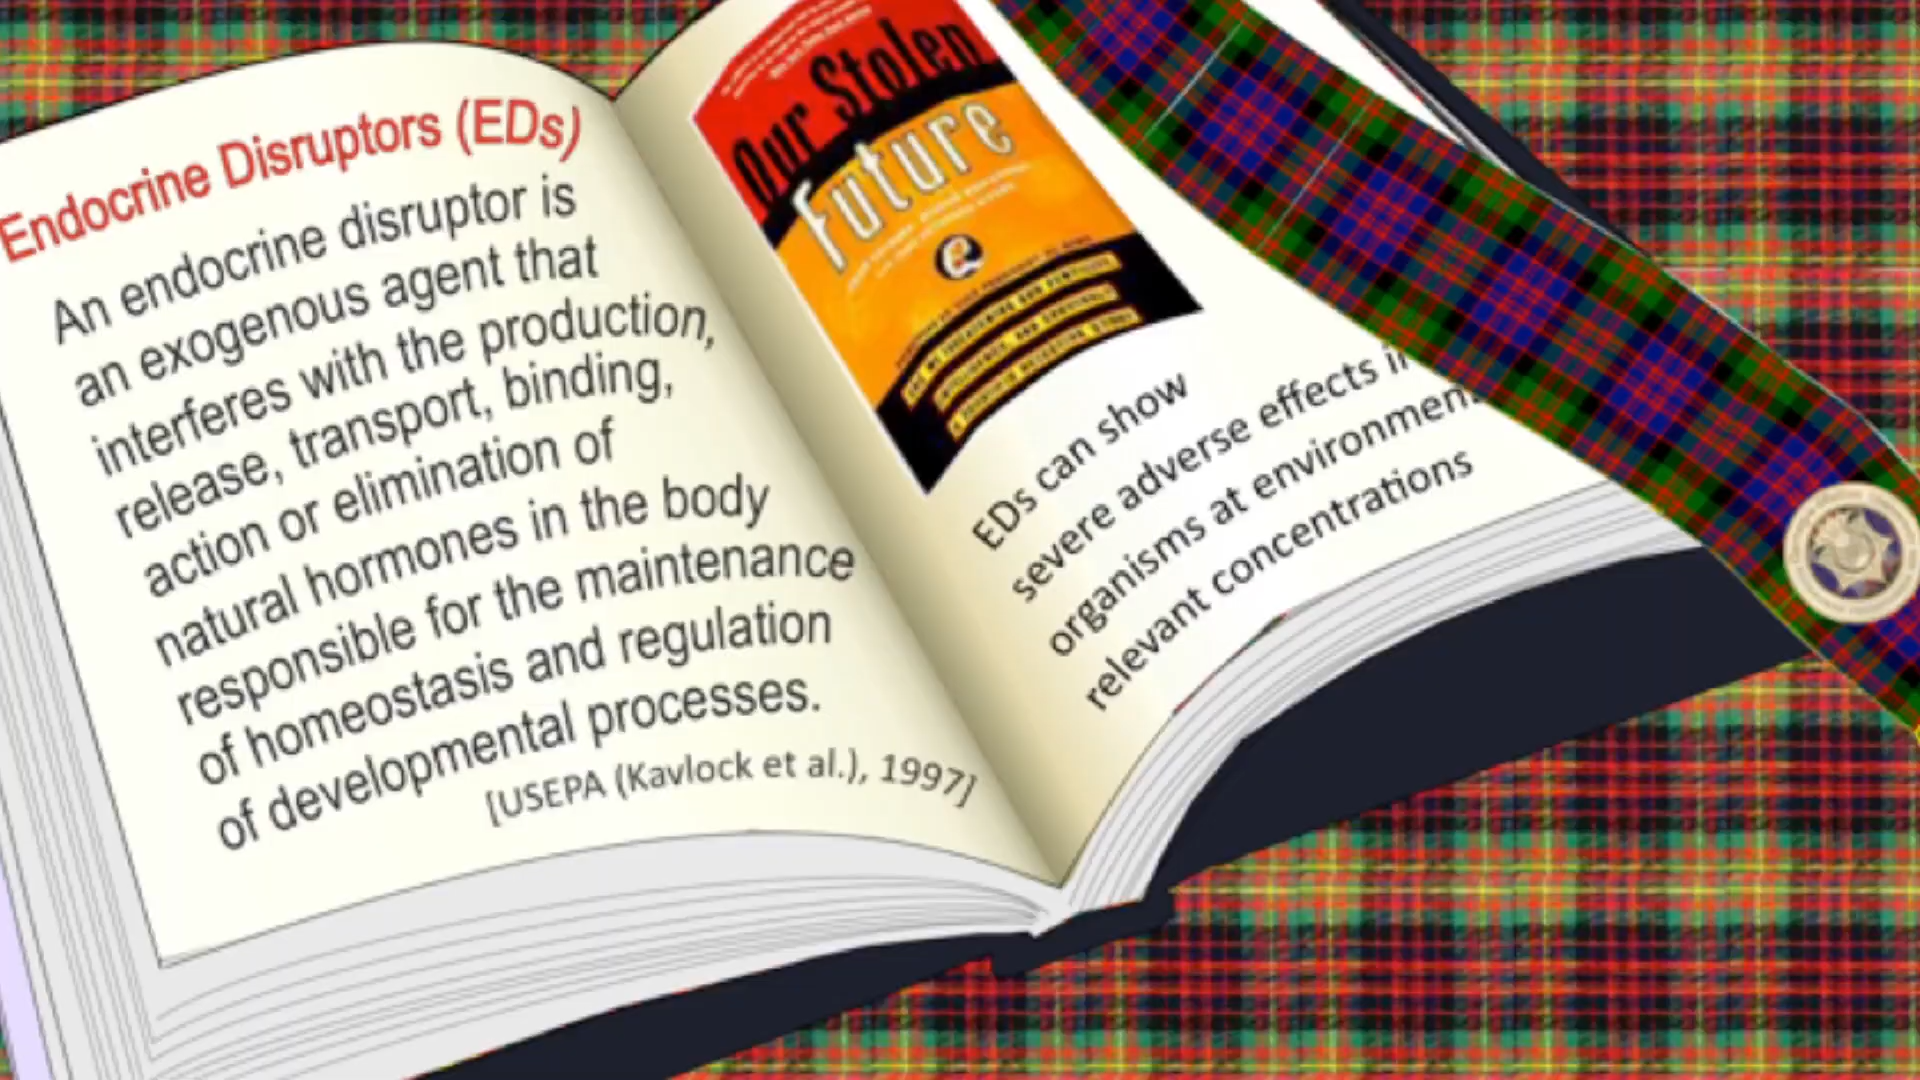 Endocrine Disruptors (EDs)
An endocrine disruptor is
an exogenous agent that
interferes with the production,
release, transport, binding,
action or elimination of
natural hormones in the body
responsible for the maintenance
of homeostasis and regulation
of developmental processes.
[USEPA (Kavlock et al.), 1997]
Our Stolen
Future
EDs can show
severe adverse effects
organisms at
relevant concentrations